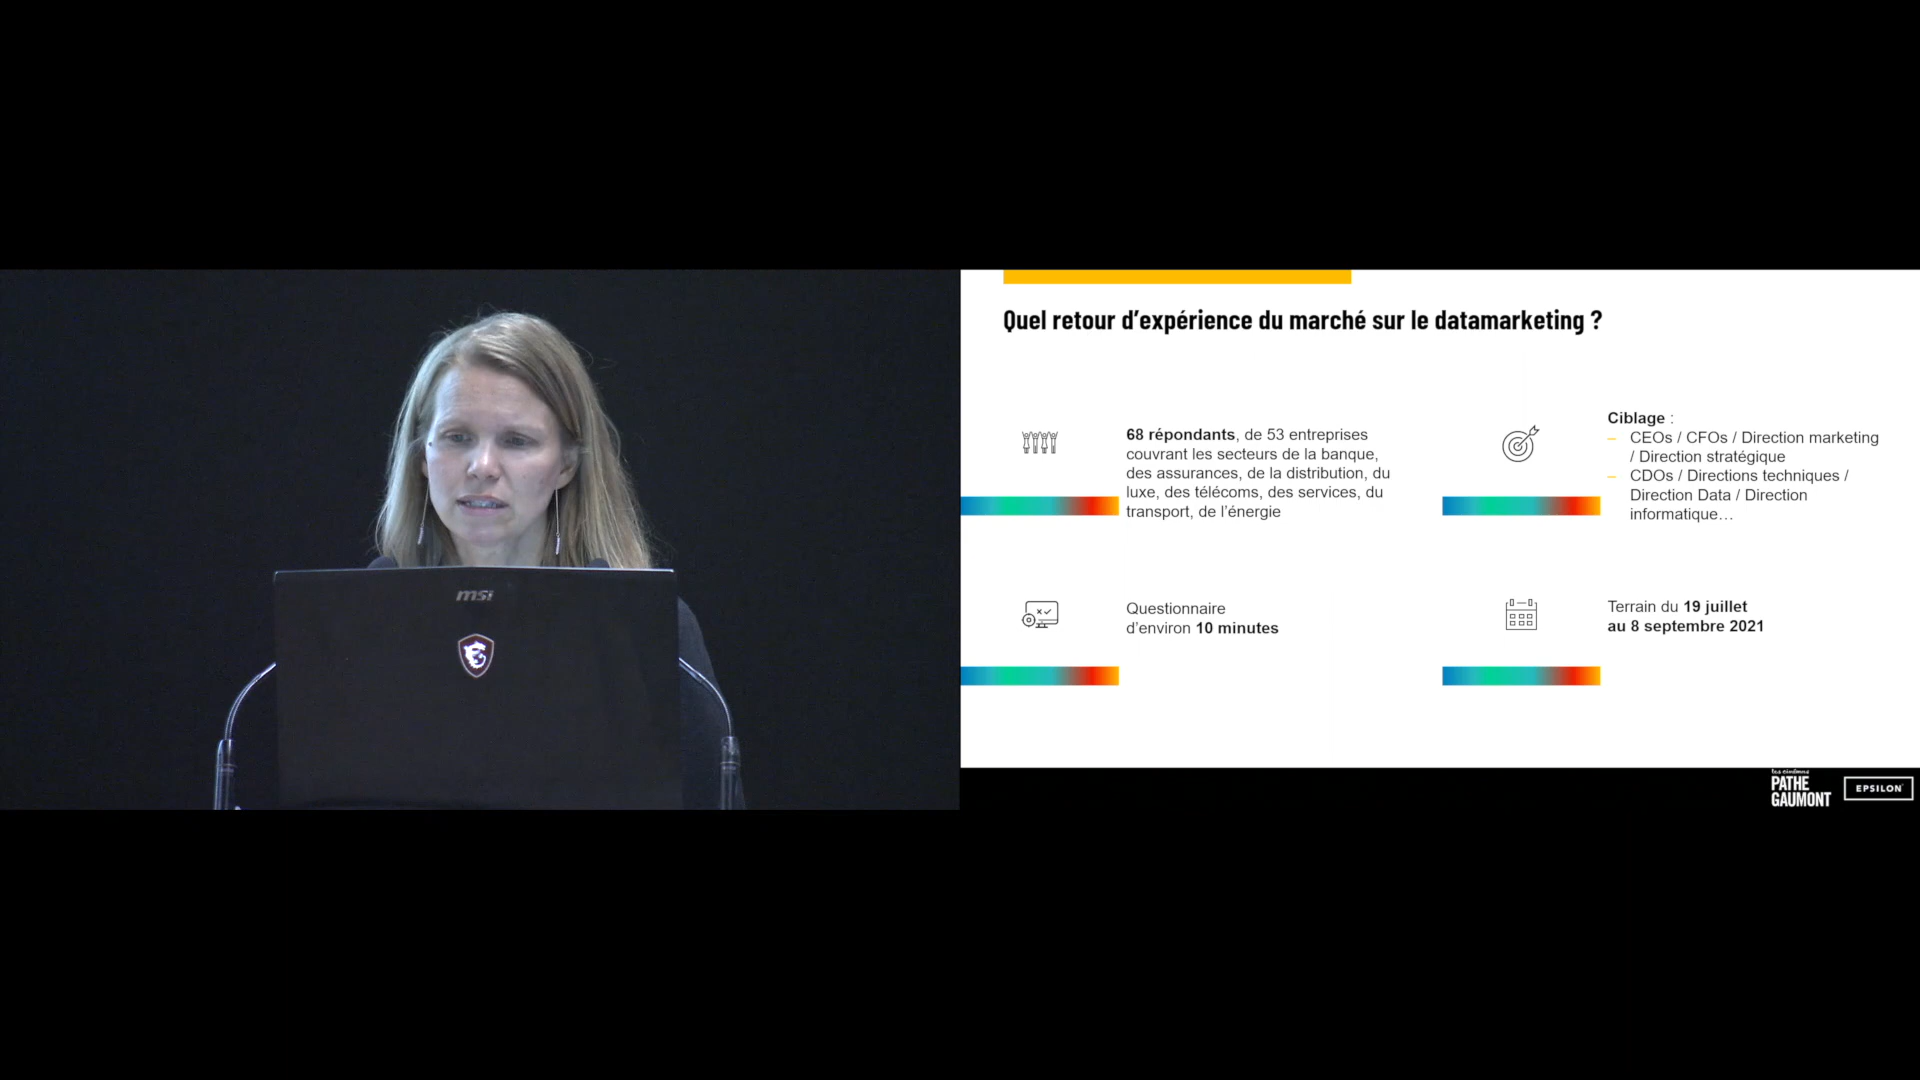 msi
Quel retour d’expérience du marché sur le datamarketing ?
68 répondants, de 53 entreprises
couvrant les secteurs de la banque,
des assurances, de la distribution, du
luxe, des télécoms, des services, du
transport, de l’énergie
Ciblage :
– CEOs / CFOs / Direction marketing
/ Direction stratégique
– CDOs / Directions techniques /
Direction Data / Direction
informatique…
Questionnaire
d’environ 10 minutes
Terrain du 19 juillet
au 8 septembre 2021
les cinémas
PATHE
GAUMONT
EPSILON